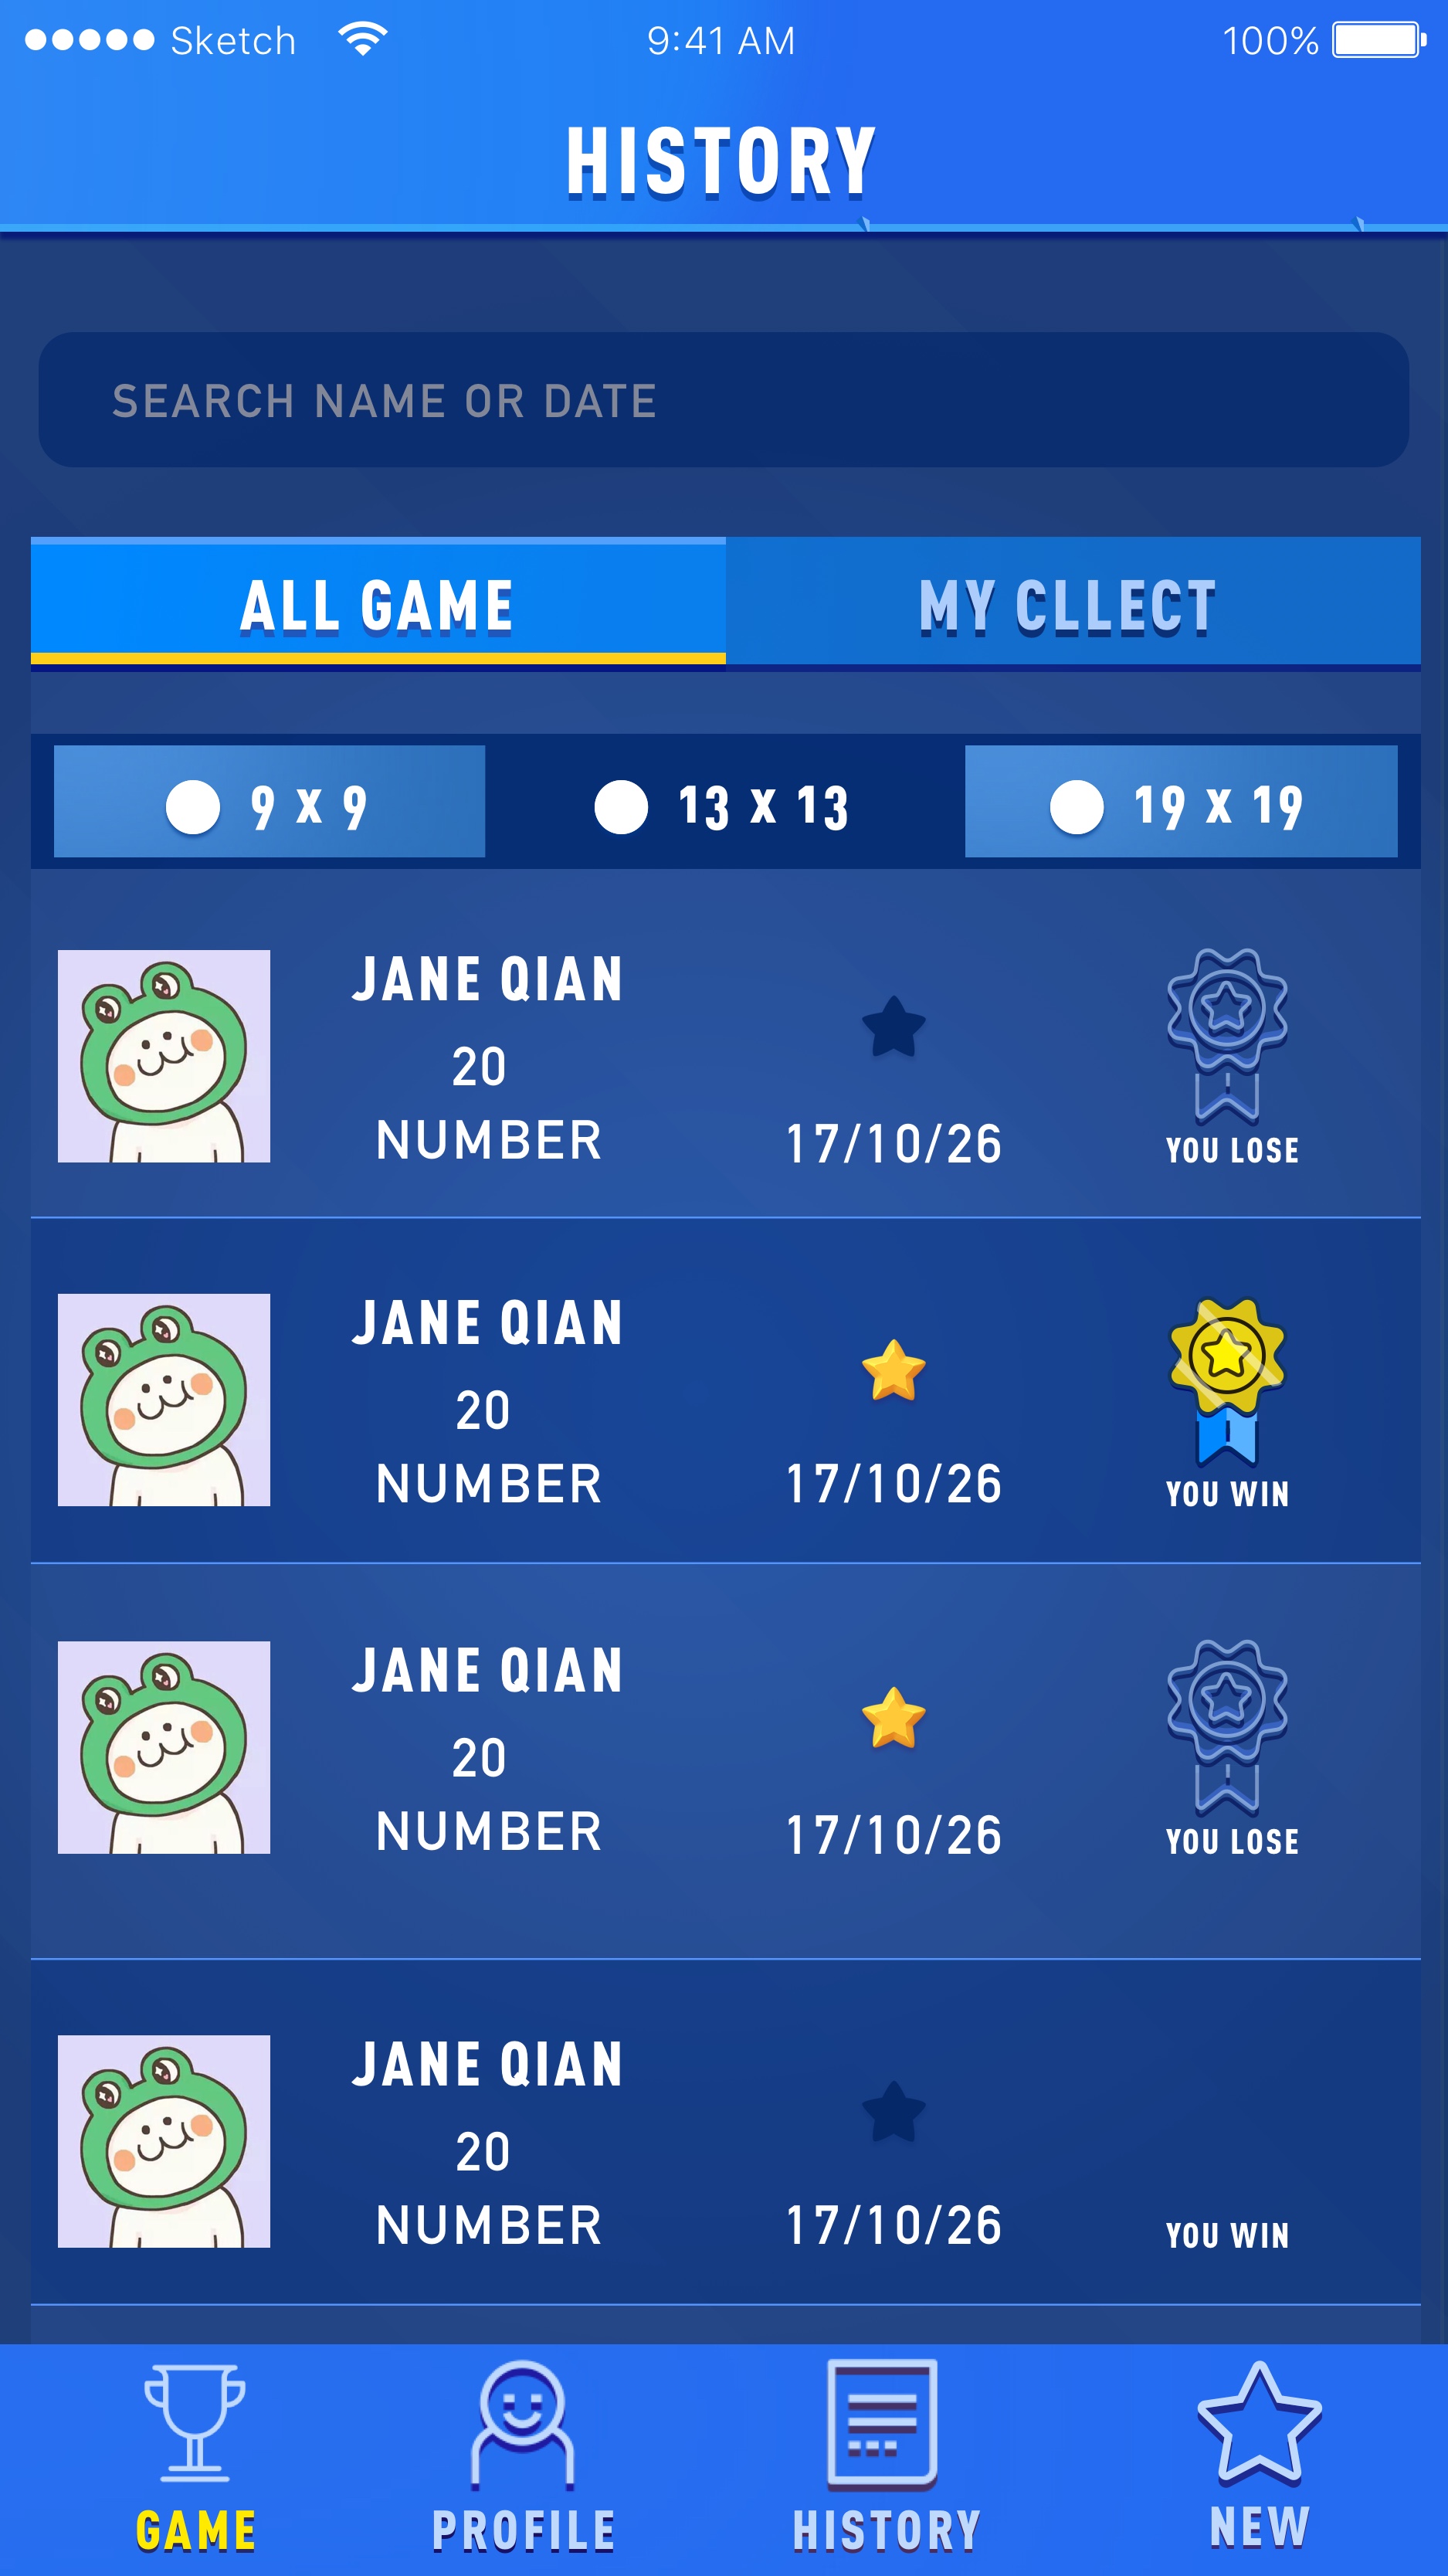 Sketch 9:41 AM 100%
HISTORY
SEARCH NAME OR DATE
ALL GAME MY CLLECT
9 X 9 13 X 13 19 X 19
JANE QIAN
20
NUMBER
17/10/26
YOU LOSE
JANE QIAN
20
NUMBER
17/10/26
YOU WIN
JANE QIAN
20
NUMBER
17/10/26
YOU LOSE
JANE QIAN
20
NUMBER
17/10/26
YOU WIN
GAME PROFILE HISTORY NEW